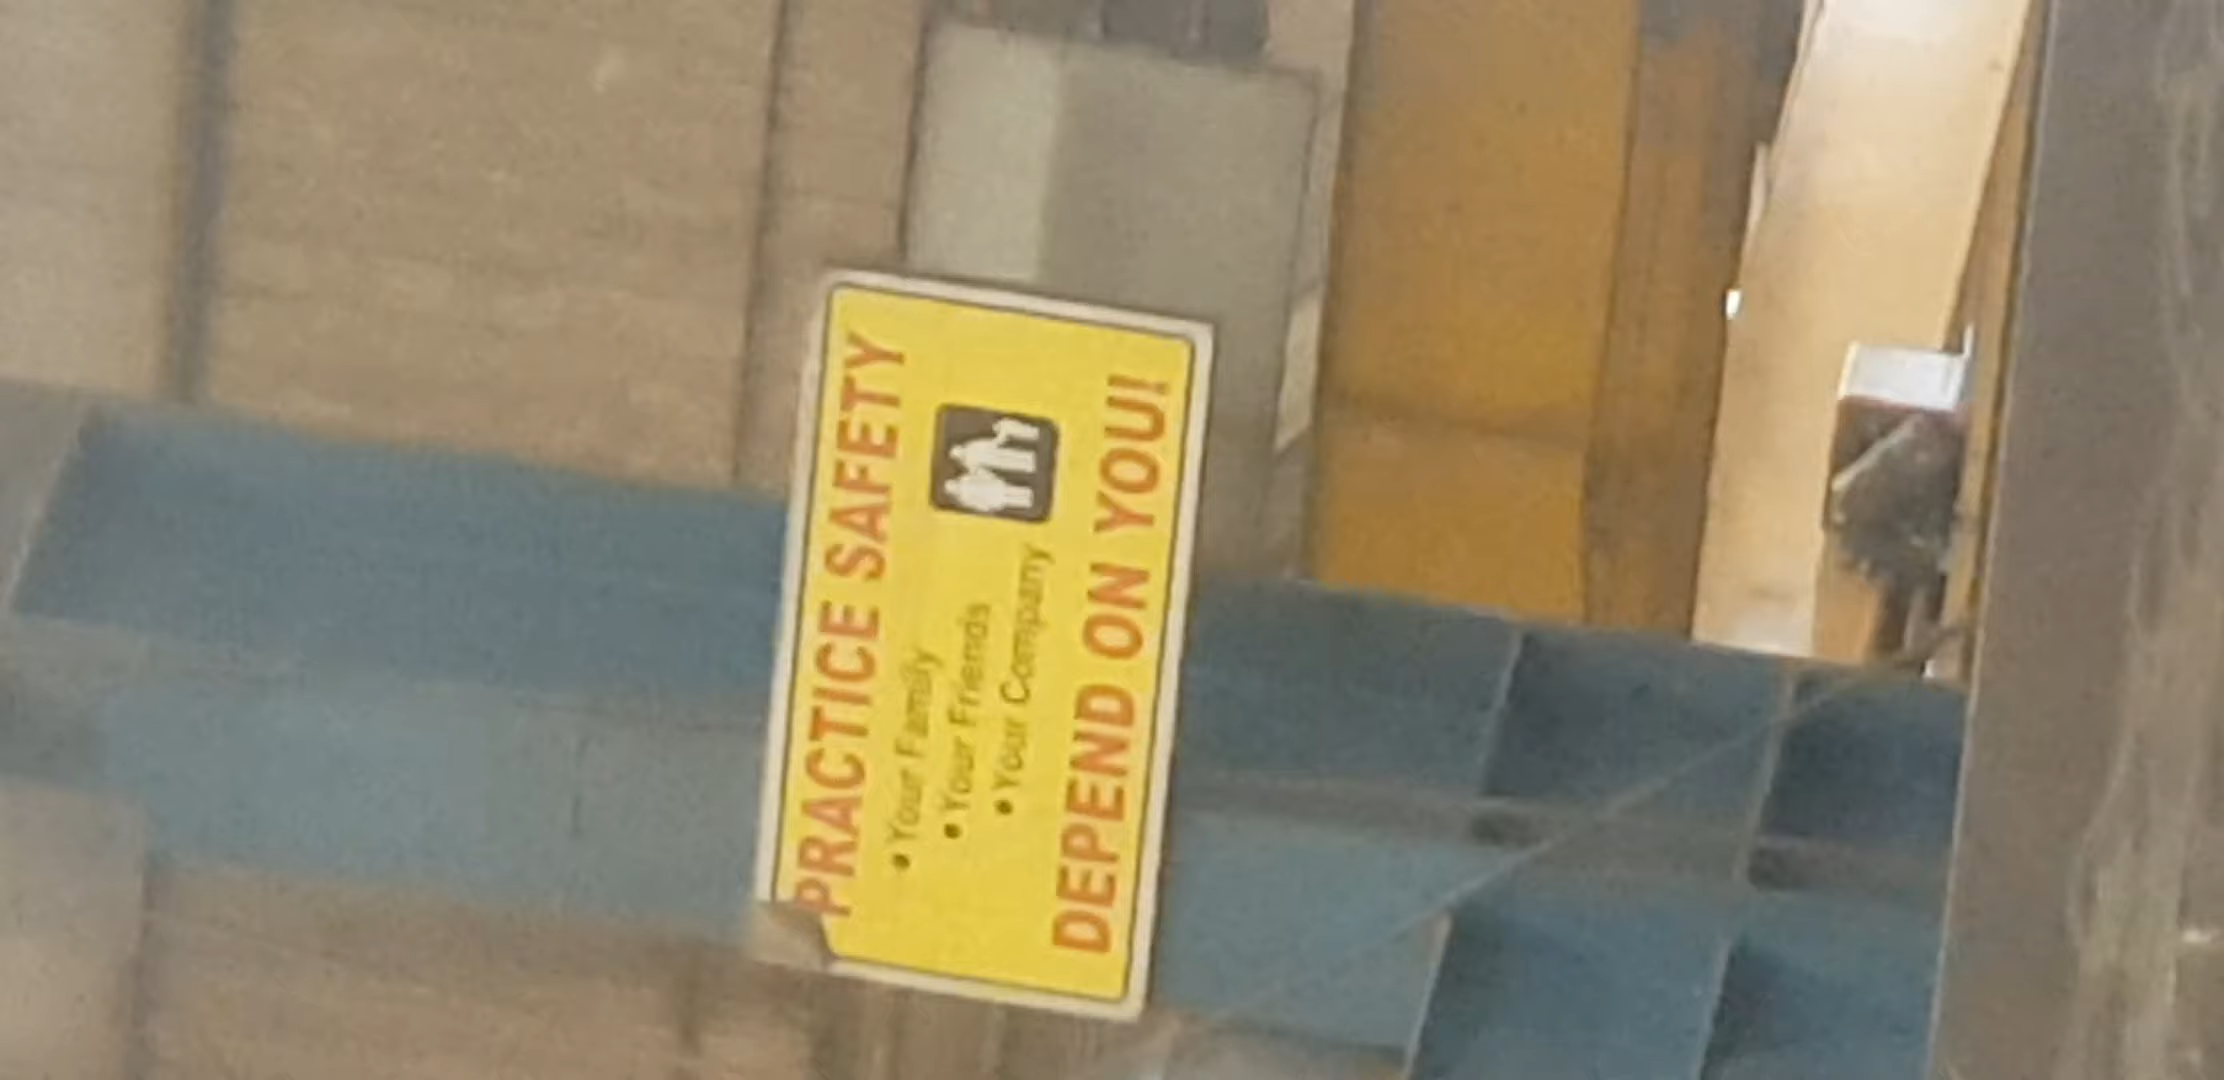 PRACTICE SAFETY
• Your Family
• Your Friends
• Your Company
DEPEND ON YOU!